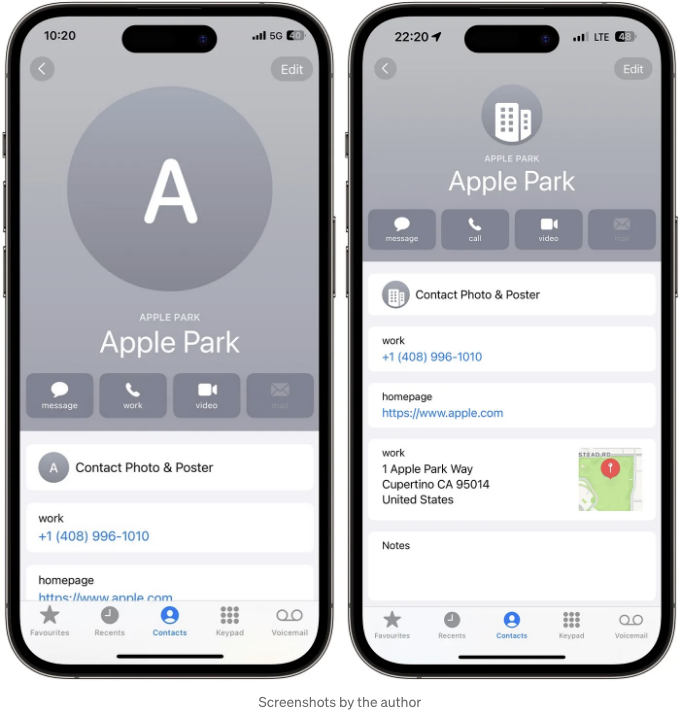 10:20
5G 40
Edit
A
APPLE PARK
Apple Park
message
work
video
mail
A
Contact Photo & Poster
work
+1 (408) 996-1010
homepage
https://www.apple.com
Favourites
Recents
Contacts
Keypad
Voicemail
22:20
LTE 43
Edit
APPLE PARK
Apple Park
message
call
video
mail
Contact Photo & Poster
work
+1 (408) 996-1010
homepage
https://www.apple.com
work
1 Apple Park Way
Cupertino CA 95014
United States
STEAD RD
Notes
Favourites
Recents
Contacts
Keypad
Voicemail
Screenshots by the author